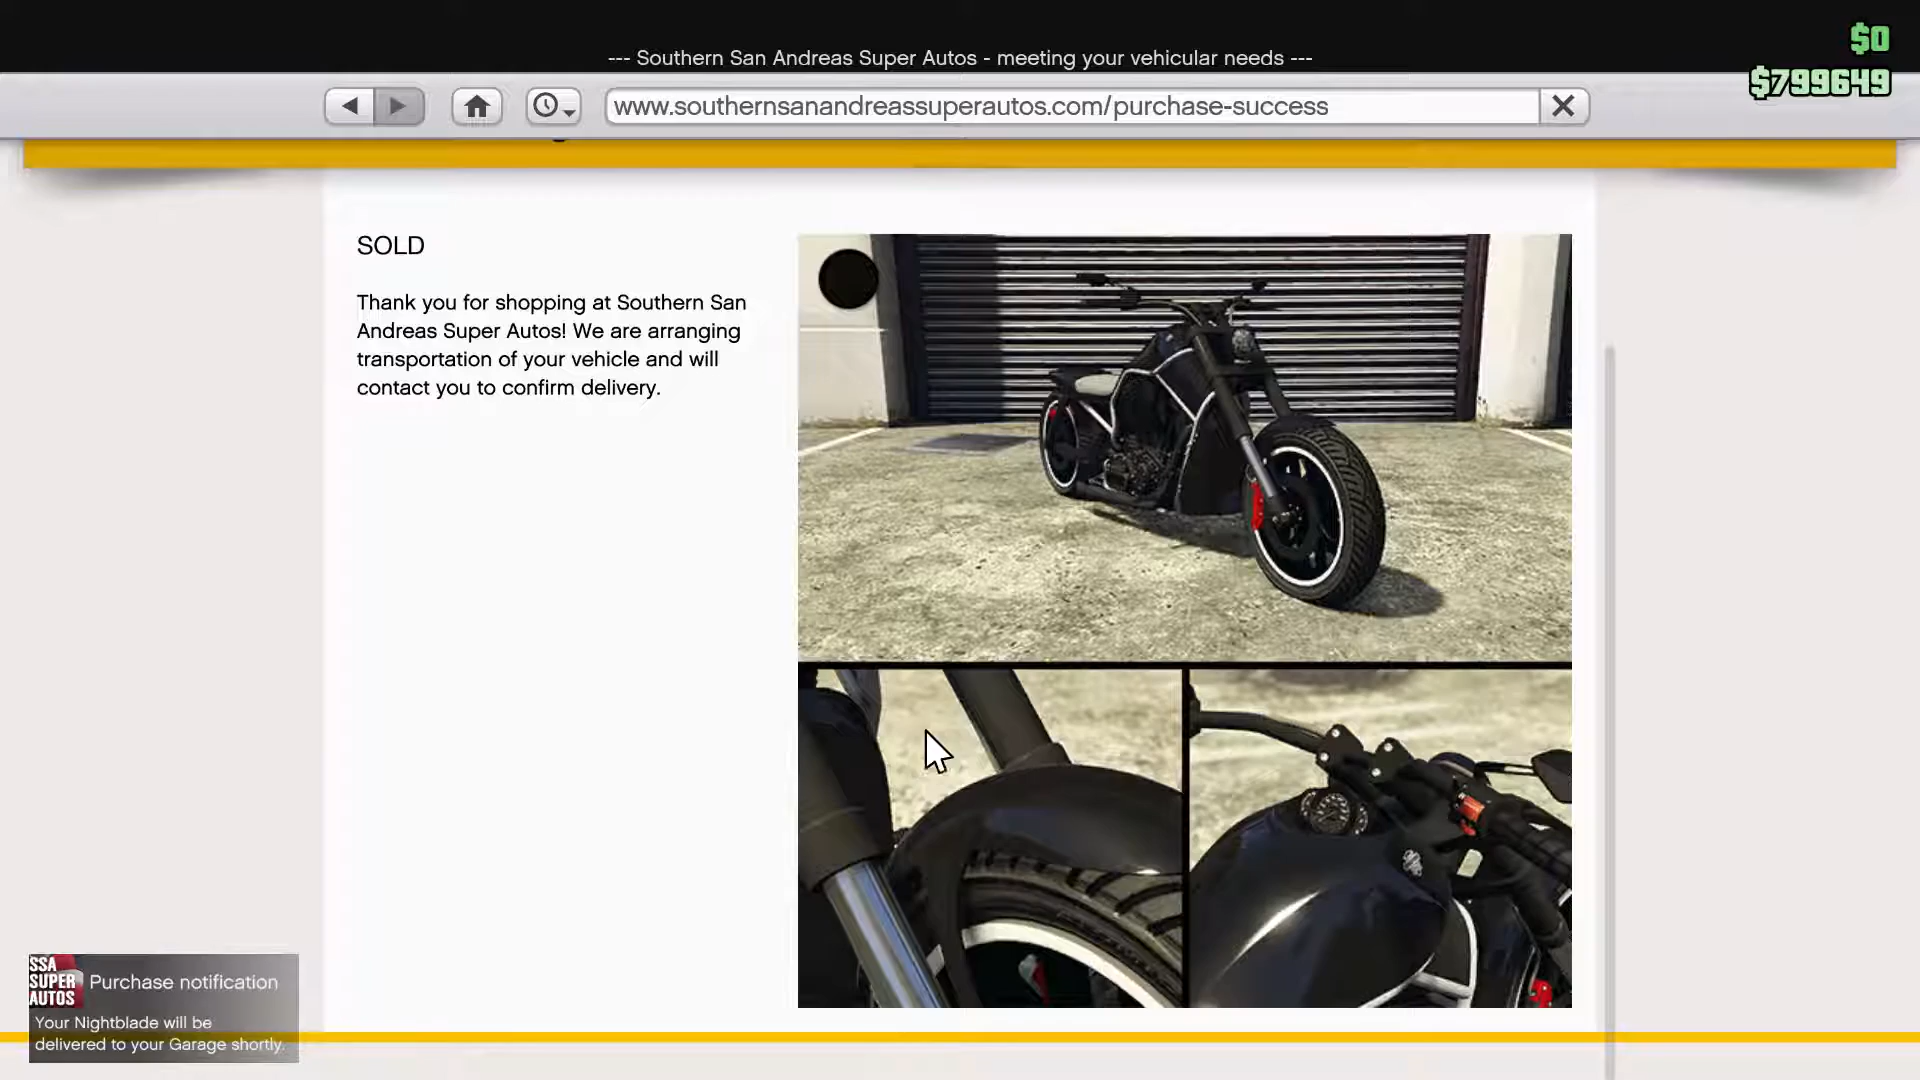 --- Southern San Andreas Super Autos - meeting your vehicular needs ---
$0
$799649
www.southernsanandreassuperautos.com/purchase-success
SOLD
Thank you for shopping at Southern San
Andreas Super Autos! We are arranging
transportation of your vehicle and will
contact you to confirm delivery.
SSA
SUPER
AUTOS
Purchase notification
Your Nightblade will be
delivered to your Garage shortly.